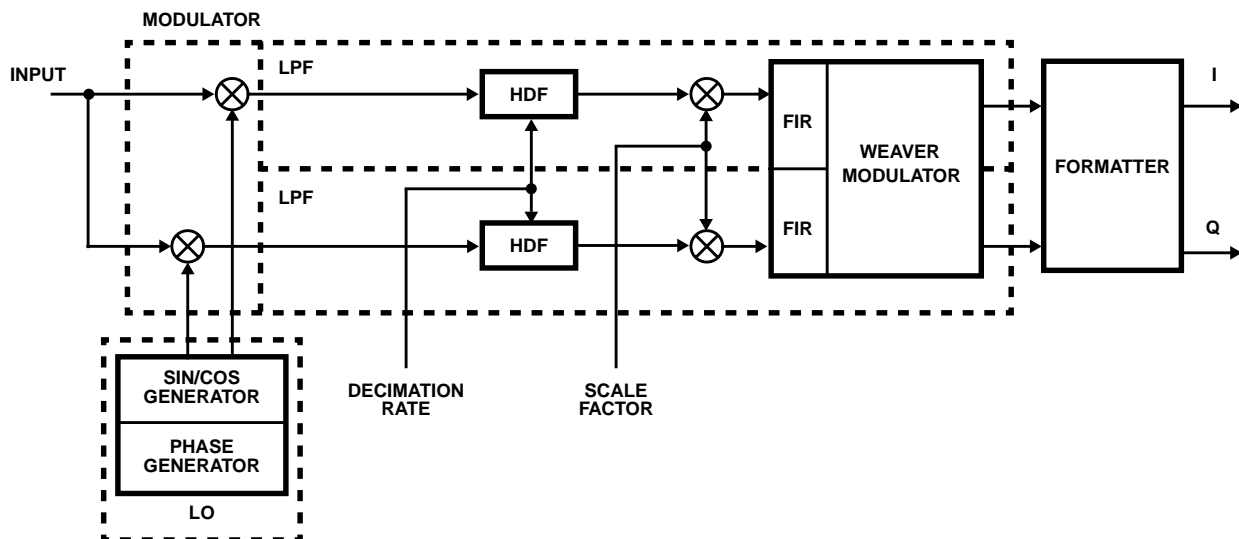 MODULATOR
INPUT
LPF
HDF
FIR
WEAVER
MODULATOR
FORMATTER
I
LPF
HDF
FIR
Q
SIN/COS
GENERATOR
PHASE
GENERATOR
LO
DECIMATION
RATE
SCALE
FACTOR